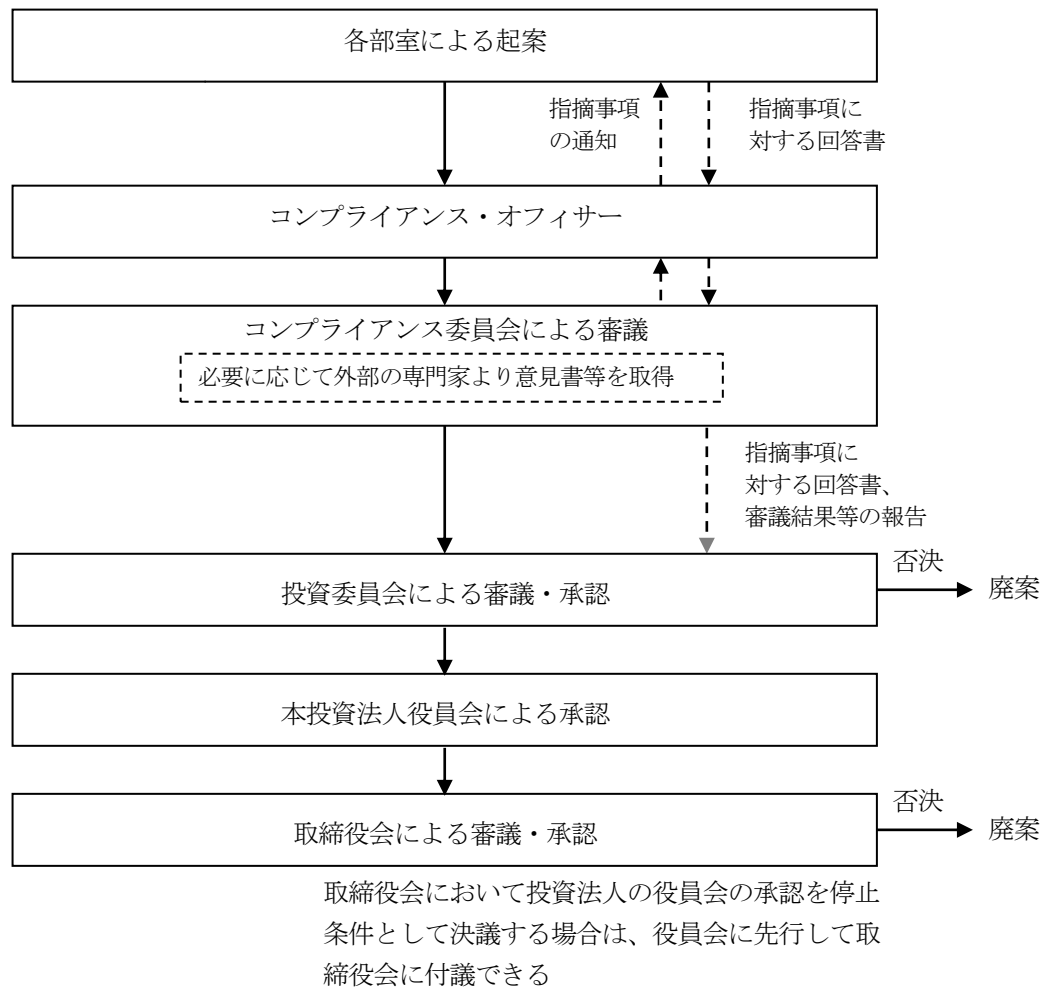 各部室による起案
指摘事項
の通知
指摘事項に
対する回答書
コンプライアンス・オフィサー
コンプライアンス委員会による審議
必要に応じて外部の専門家より意見書等を取得
指摘事項に
対する回答書、
審議結果等の報告
否決
投資委員会による審議・承認
廃案
本投資法人役員会による承認
否決
取締役会による審議・承認
廃案
取締役会において投資法人の役員会の承認を停止
条件として決議する場合は、役員会に先行して取
締役会に付議できる